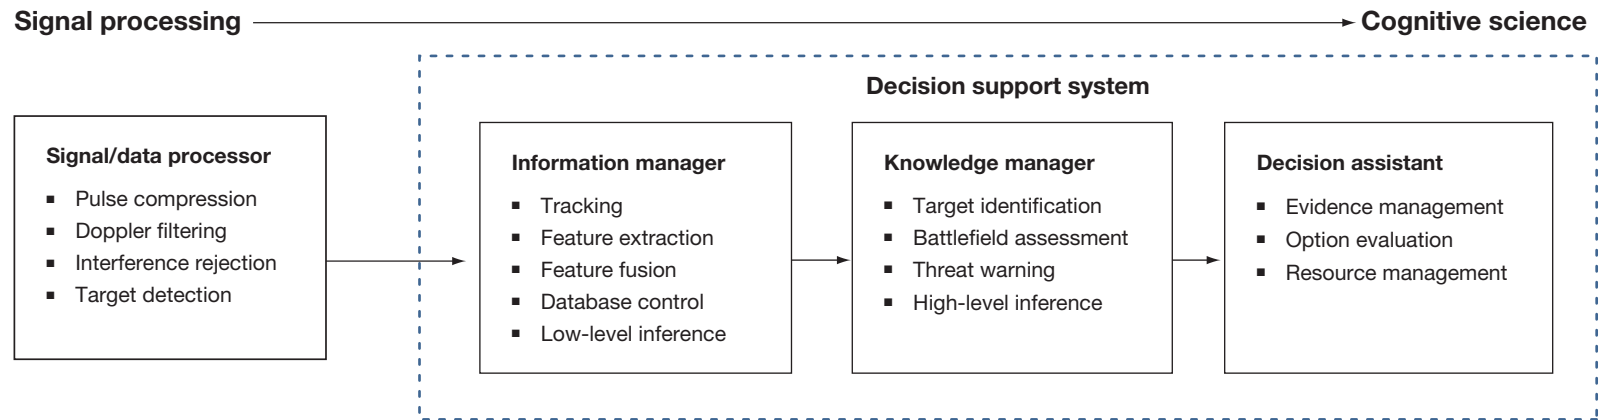 Signal processing
Cognitive science
Decision support system
Signal/data processor
▪ Pulse compression
▪ Doppler filtering
▪ Interference rejection
▪ Target detection
Information manager
▪ Tracking
▪ Feature extraction
▪ Feature fusion
▪ Database control
▪ Low-level inference
Knowledge manager
▪ Target identification
▪ Battlefield assessment
▪ Threat warning
▪ High-level inference
Decision assistant
▪ Evidence management
▪ Option evaluation
▪ Resource management